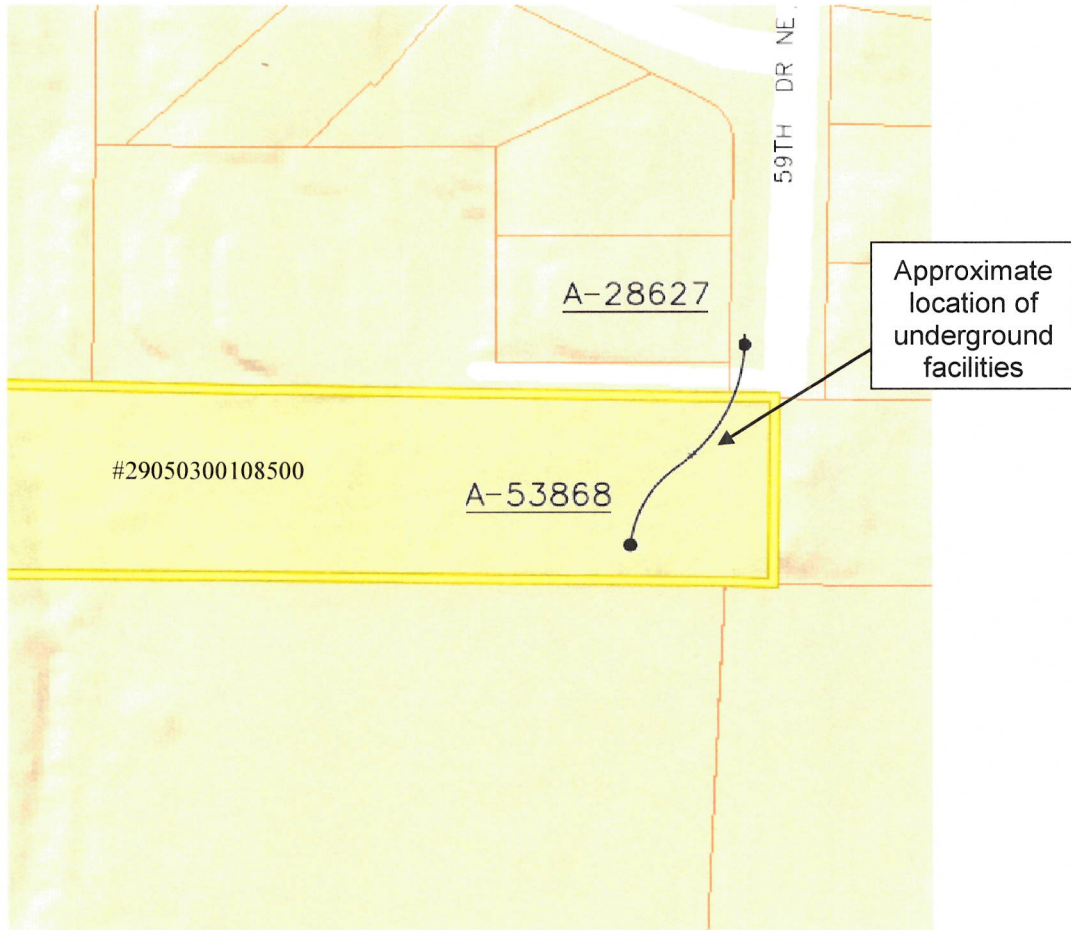 59TH DR NE
A-28627
Approximate
location of
underground
facilities
#29050300108500
A-53868